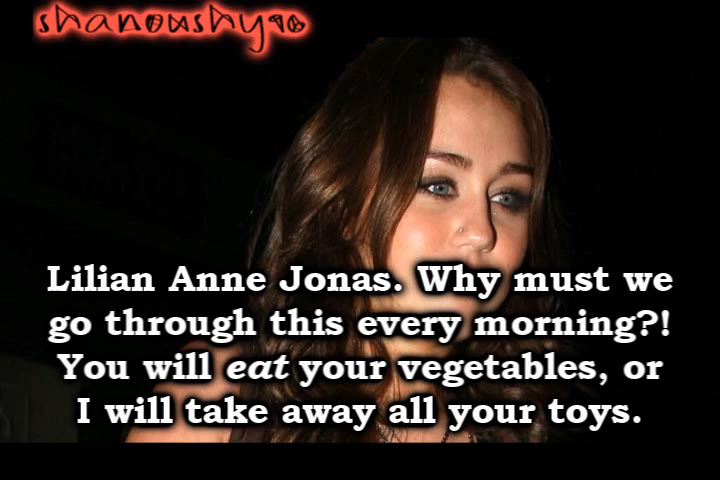 shanoushy96
Lilian Anne Jonas. Why must we
go through this every morning?!
You will eat your vegetables, or
I will take away all your toys.